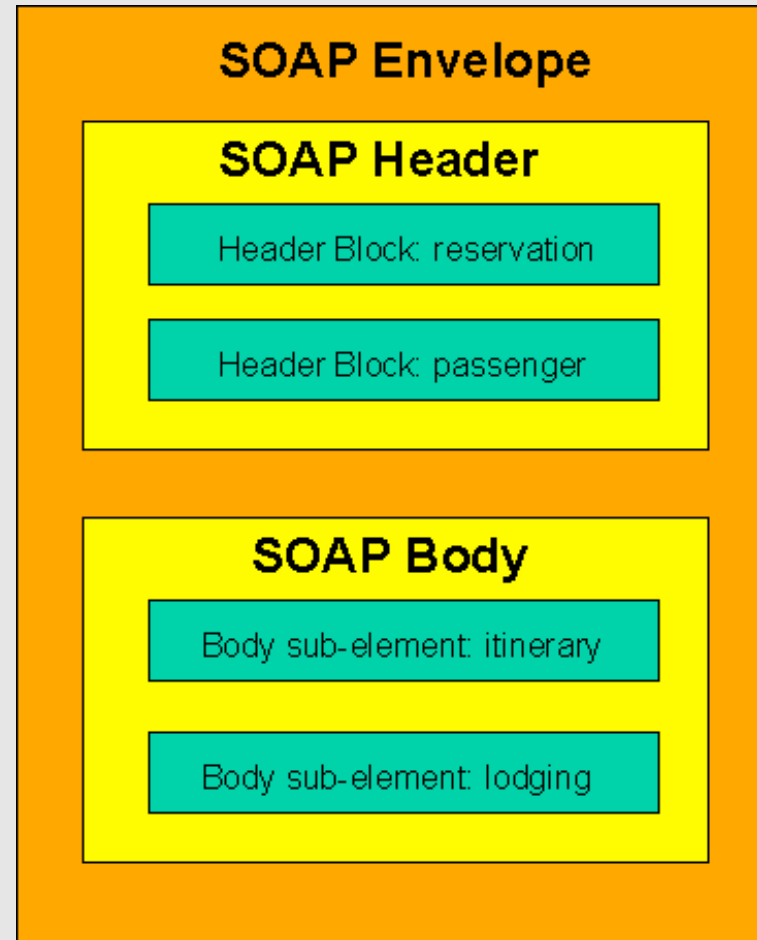 SOAP Envelope
SOAP Header
Header Block: reservation
Header Block: passenger
SOAP Body
Body sub-element: itinerary
Body sub-element: lodging